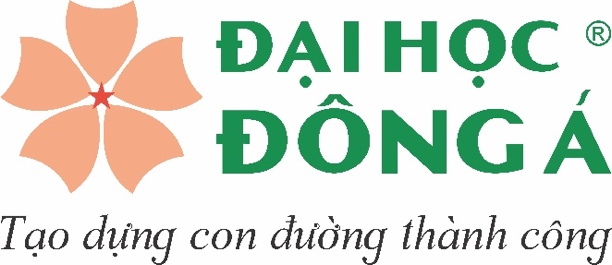 ĐẠI HỌC ®
ĐÔNG Á
Tạo dựng con đường thành công